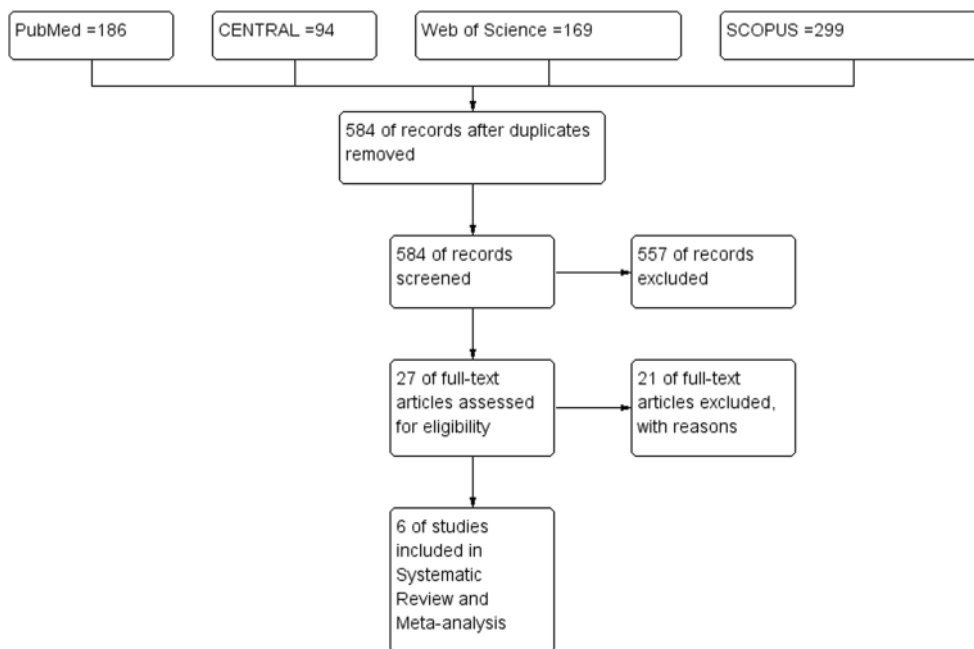 PubMed =186
CENTRAL =94
Web of Science =169
SCOPUS =299
584 of records after duplicates
removed
584 of records
screened
557 of records
excluded
27 of full-text
articles assessed
for eligibility
21 of full-text
articles excluded,
with reasons
6 of studies
included in
Systematic
Review and
Meta-analysis